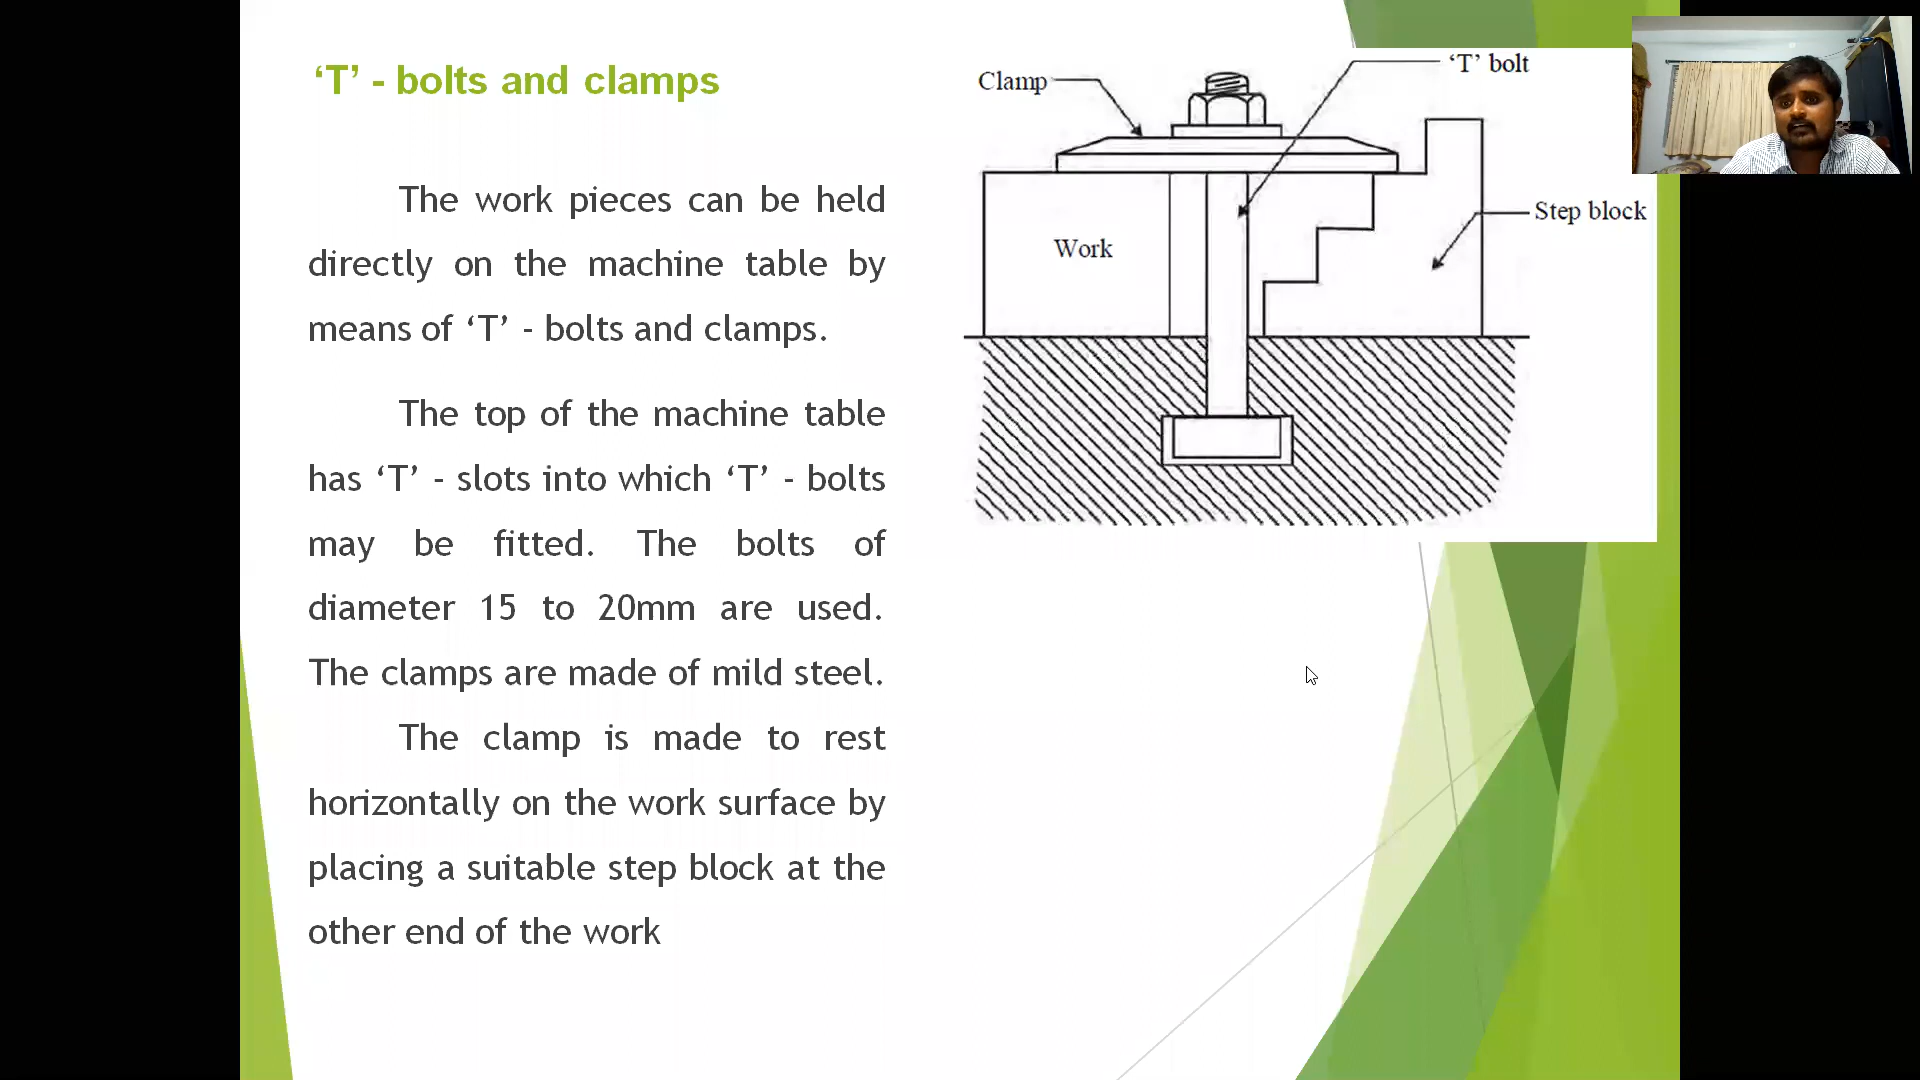 ‘T’ - bolts and clamps
The work pieces can be held
directly on the machine table by
means of ‘T’ - bolts and clamps.
The top of the machine table
has ‘T’ - slots into which ‘T’ - bolts
may be fitted. The bolts of
diameter 15 to 20mm are used.
The clamps are made of mild steel.
The clamp is made to rest
horizontally on the work surface by
placing a suitable step block at the
other end of the work
Clamp
‘T’ bolt
Step block
Work